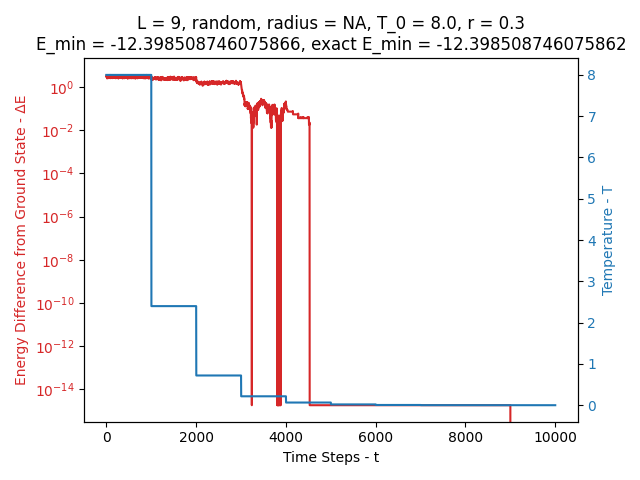 L = 9, random, radius = NA, T_0 = 8.0, r = 0.3
E_min = -12.398508746075866, exact E_min = -12.398508746075862
Energy Difference from Ground State - ΔE
10^0
10^-2
10^-4
10^-6
10^-8
10^-10
10^-12
10^-14
8
7
6
5
4
3
2
1
0
Temperature - T
0 2000 4000 6000 8000 10000
Time Steps - t